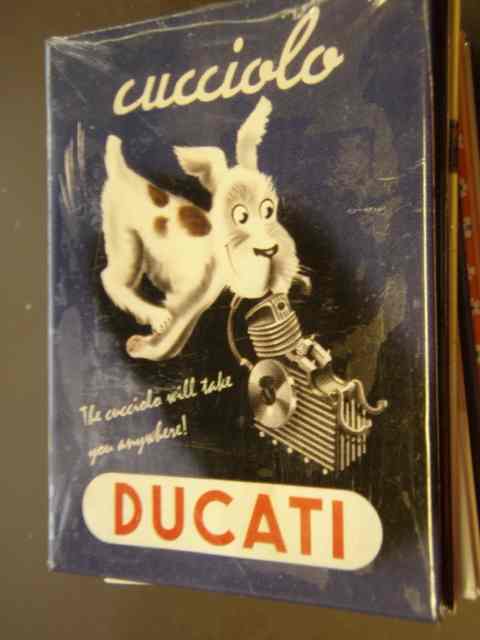 cucciolo
The cucciolo will take
you anywhere!
DUCATI